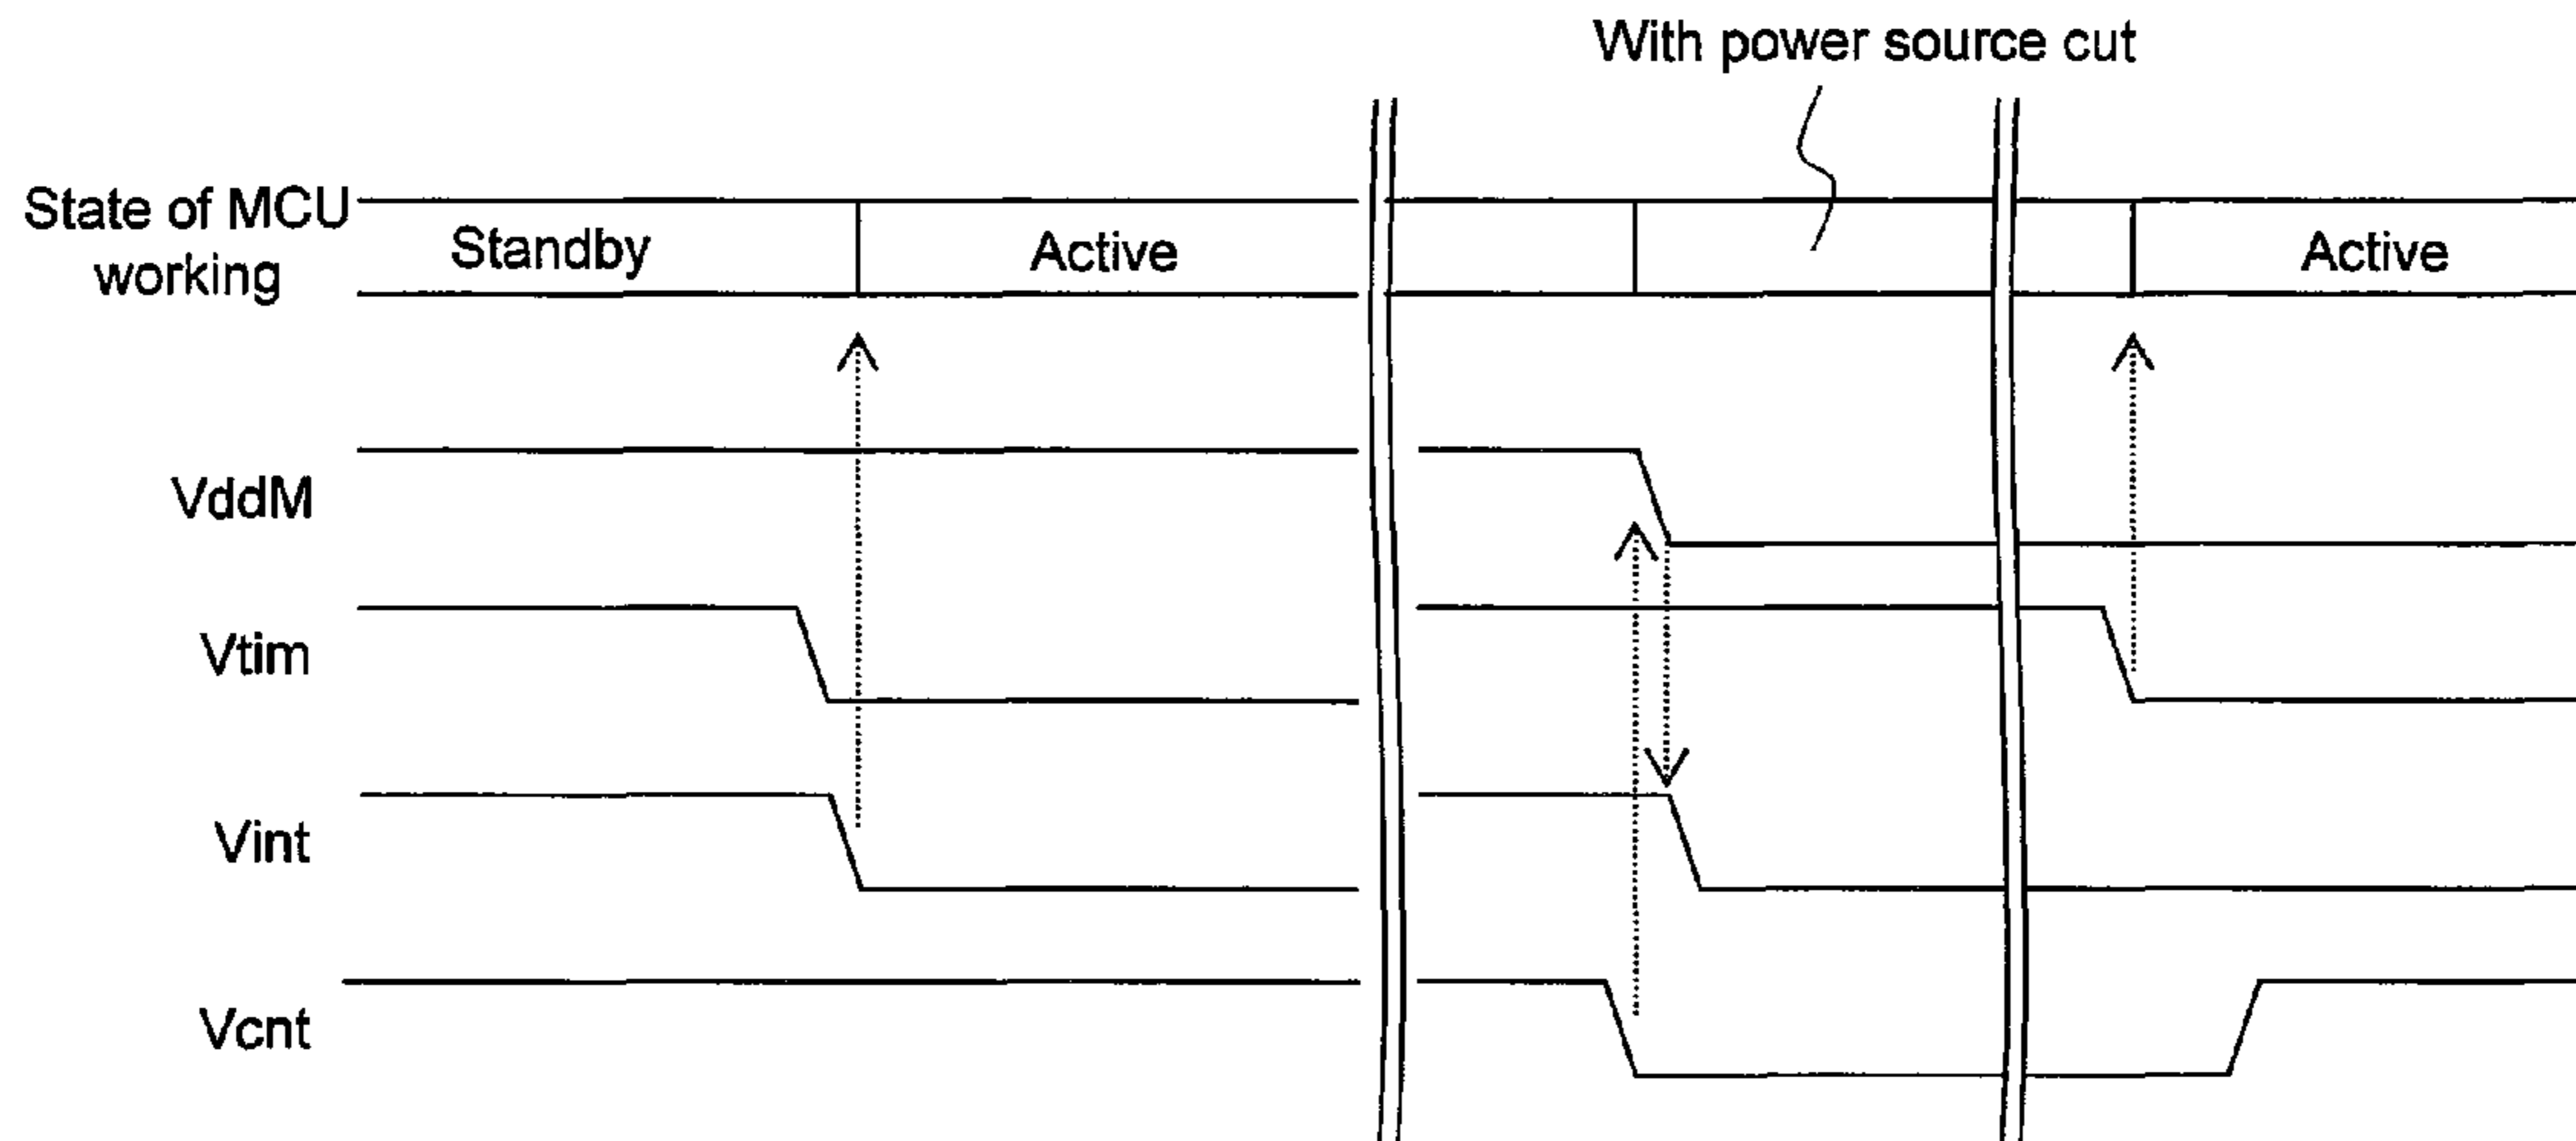 With power source cut
State of MCU
working
Standby
Active
Active
VddM
Vtim
Vint
Vcnt